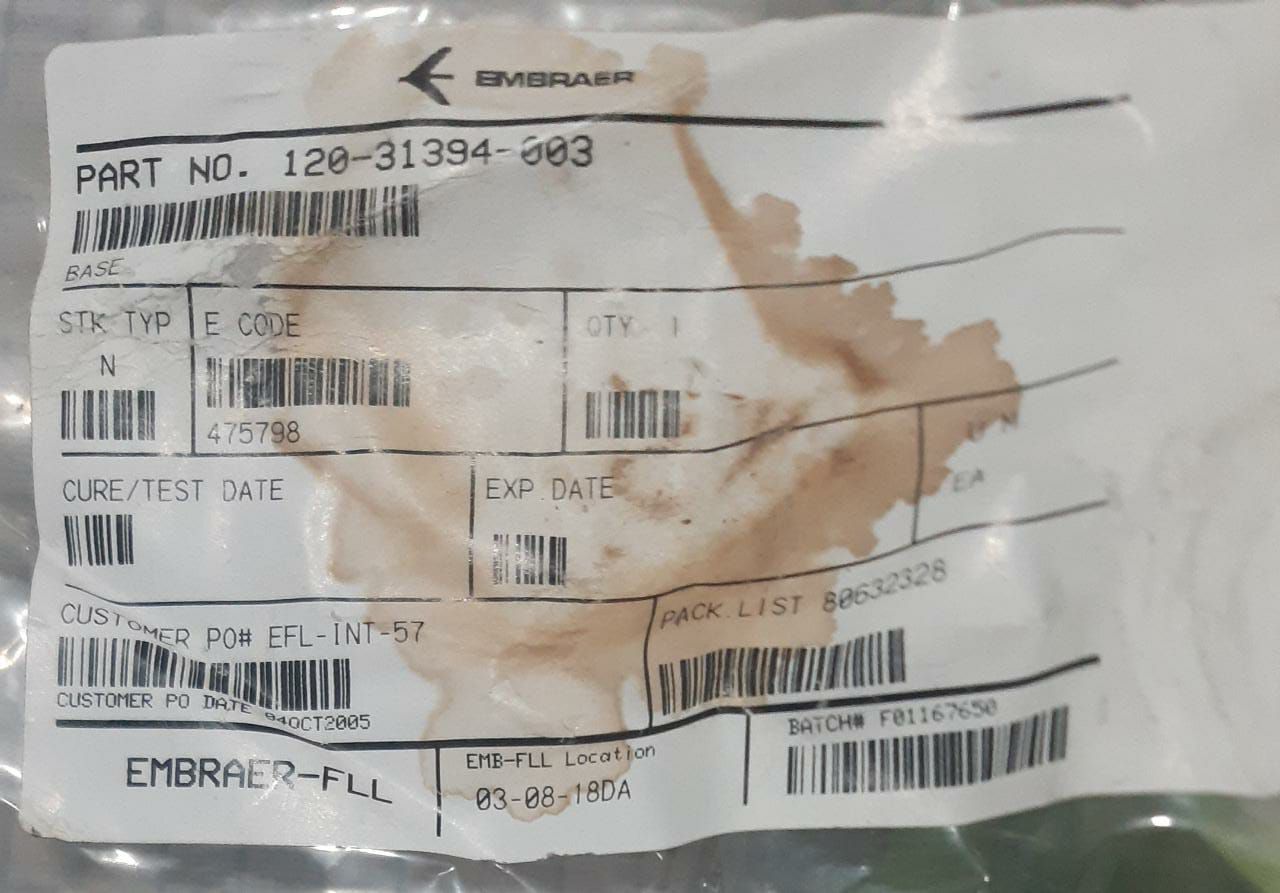 EMBRAER
PART NO. 120-31394-003
BASE
STK TYP E CODE QTY 1
N
475798
CURE/TEST DATE EXP.DATE
EA
CUSTOMER PO# EFL-INT-57 PACK.LIST 80632328
CUSTOMER PO DATE 04OCT2005
BATCH# F01167650
EMBRAER-FLL EMB-FLL Location
03-08-18DA